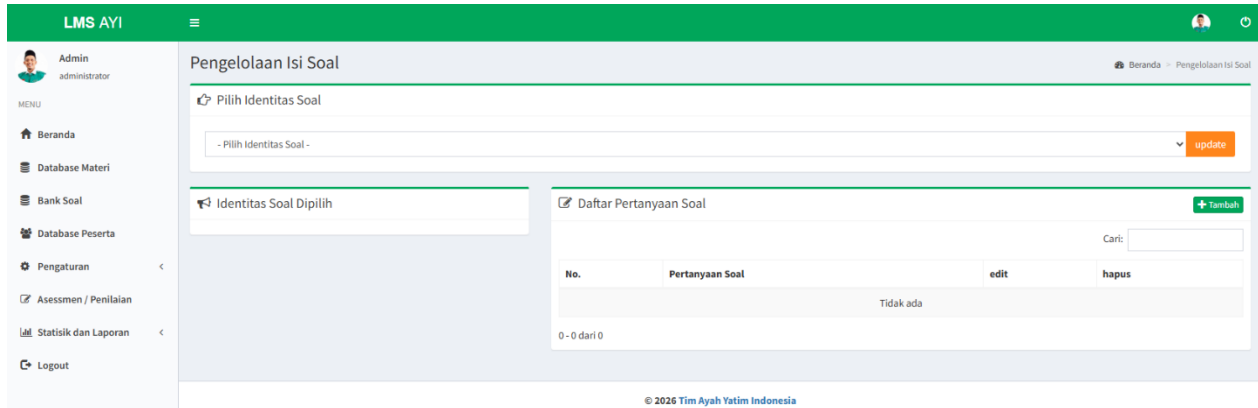 LMS AYI
Admin
administrator
MENU
Beranda
Database Materi
Bank Soal
Database Peserta
Pengaturan
Asessmen / Penilaian
Statisik dan Laporan
Logout
Pengelolaan Isi Soal
Beranda > Pengelolaan Isi Soal
Pilih Identitas Soal
- Pilih Identitas Soal - update
Identitas Soal Dipilih
Daftar Pertanyaan Soal Tambah
Cari:
No. Pertanyaan Soal edit hapus
Tidak ada
0 - 0 dari 0
© 2026 Tim Ayah Yatim Indonesia